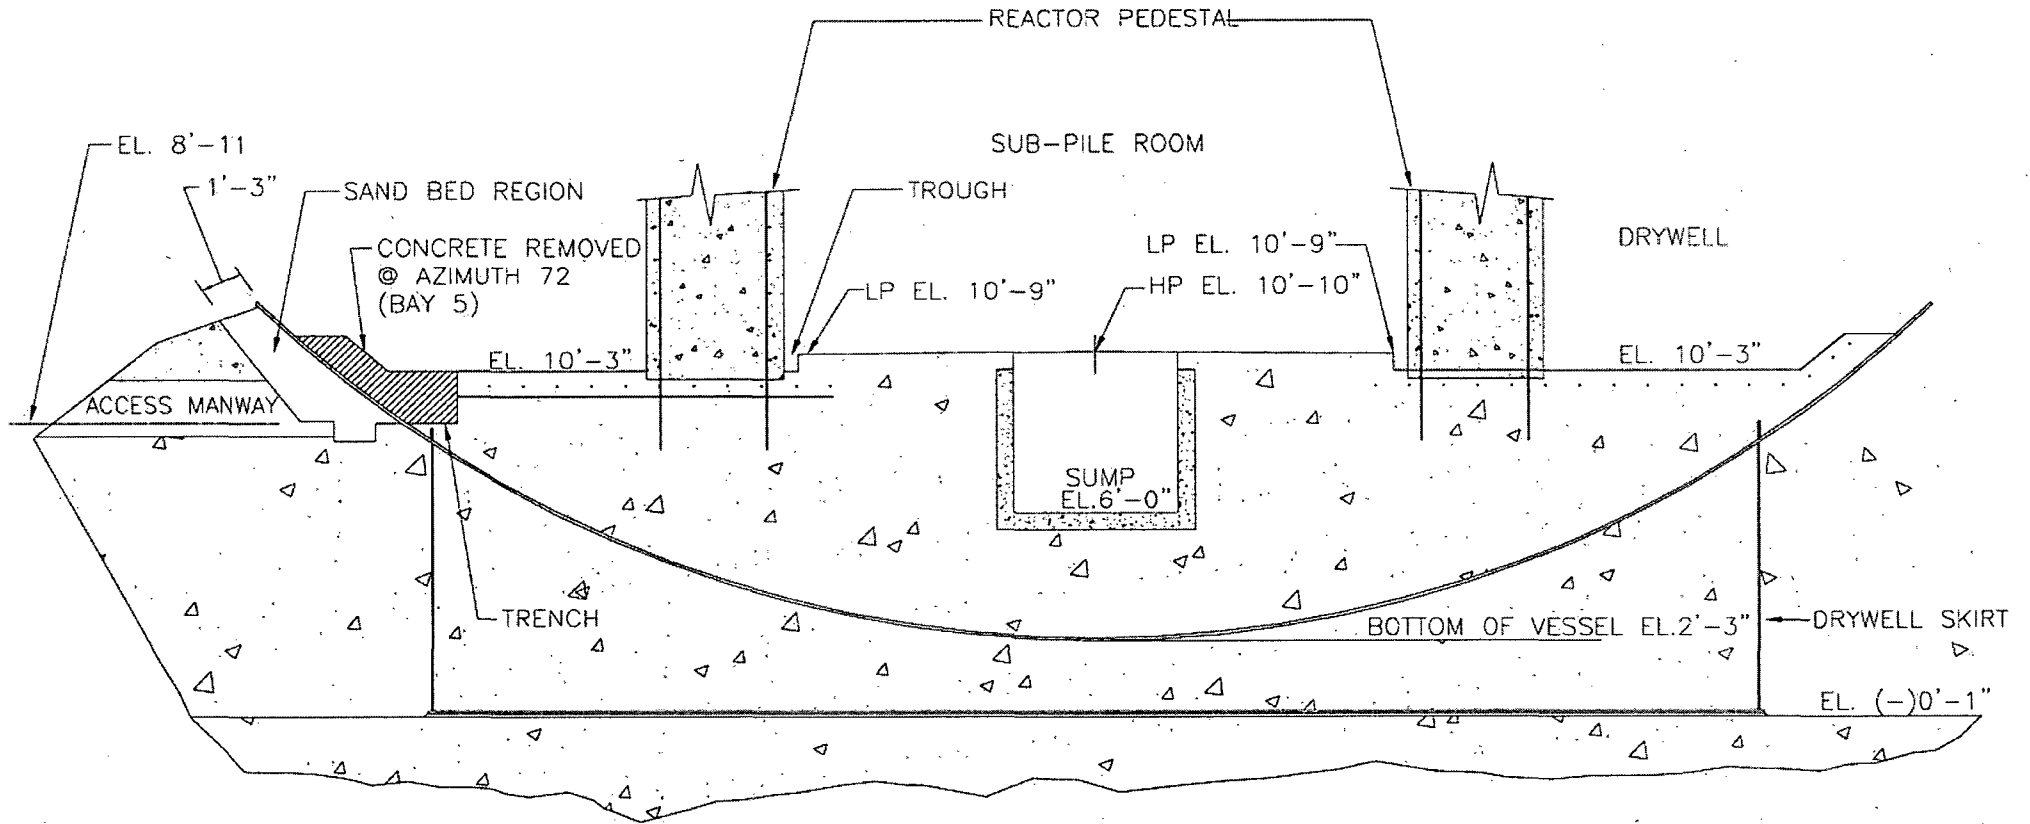 REACTOR PEDESTAL
SUB-PILE ROOM
EL. 8'-11
1'-3"
SAND BED REGION
TROUGH
CONCRETE REMOVED
@ AZIMUTH 72
(BAY 5)
LP EL. 10'-9"
DRYWELL
LP EL. 10'-9"
HP EL. 10'-10"
EL. 10'-3"
EL. 10'-3"
ACCESS MANWAY
SUMP
EL.6'-0"
TRENCH
BOTTOM OF VESSEL EL.2'-3"
DRYWELL SKIRT
EL. (-)0'-1"